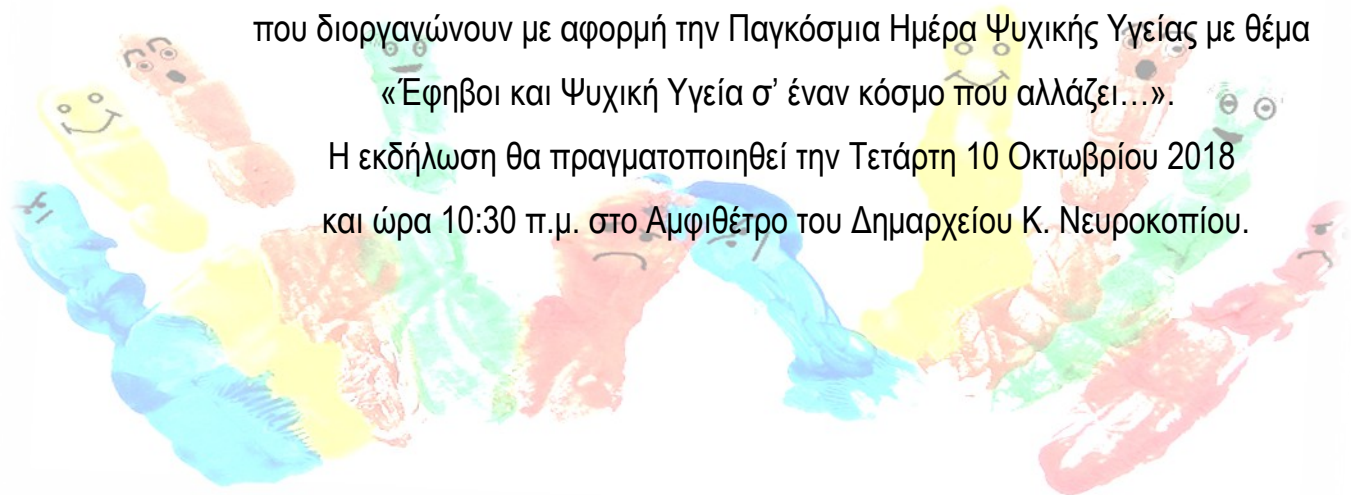 που διοργανώνουν με αφορμή την Παγκόσμια Ημέρα Ψυχικής Υγείας με θέμα
«Έφηβοι και Ψυχική Υγεία σ’ έναν κόσμο που αλλάζει…».
Η εκδήλωση θα πραγματοποιηθεί την Τετάρτη 10 Οκτωβρίου 2018
και ώρα 10:30 π.μ. στο Αμφιθέτρο του Δημαρχείου Κ. Νευροκοπίου.